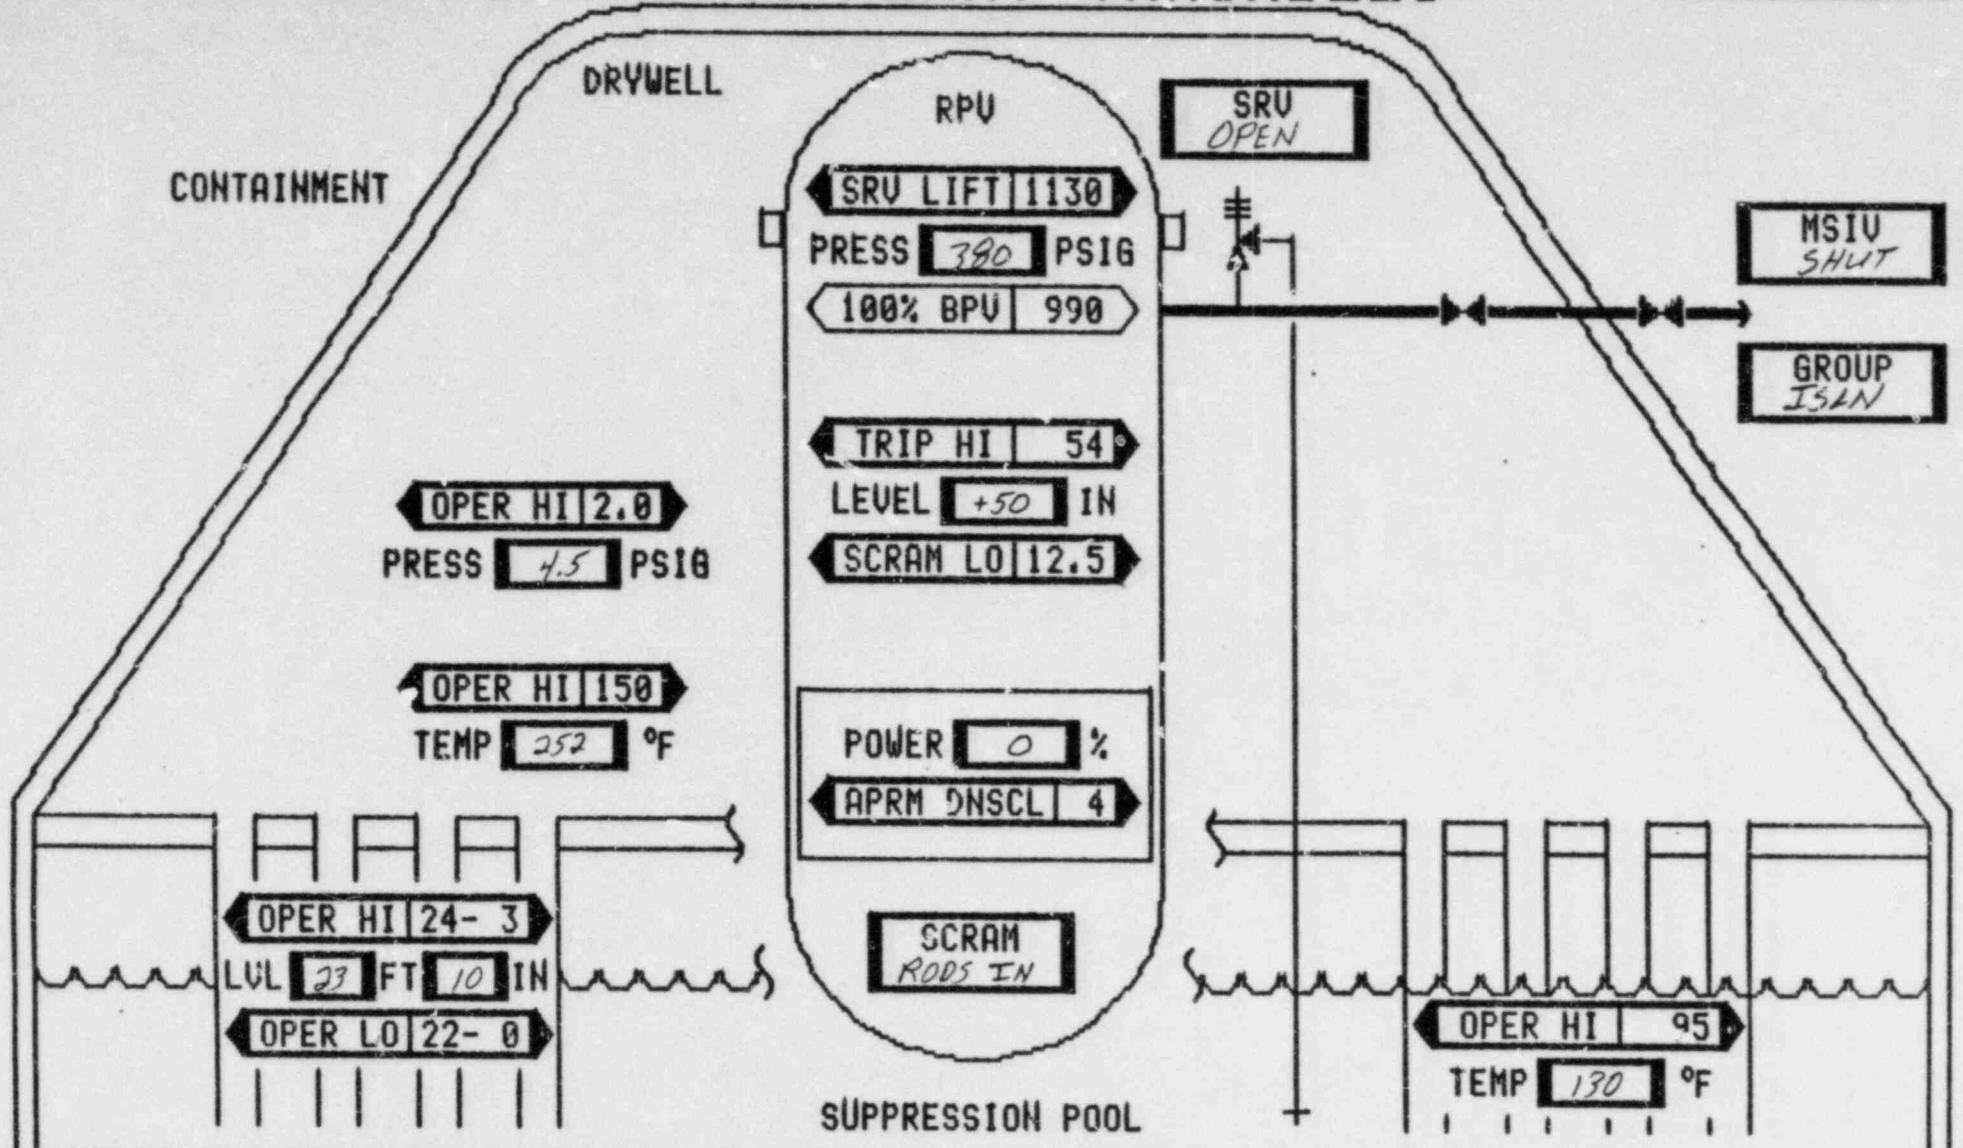 DRYWELL
RPV
SRV
OPEN
CONTAINMENT
SRV LIFT 1130
PRESS 380 PSIG
100% BPV 990
MSIV
SHUT
GROUP
ISLN
TRIP HI 54
LEVEL +50 IN
SCRAM LO 12.5
OPER HI 2.0
PRESS 4.5 PSIG
OPER HI 150
TEMP 252 °F
POWER 0 %
APRM DNSCL 4
OPER HI 24- 3
LVL 23 FT 10 IN
OPER LO 22- 0
SCRAM
RODS IN
OPER HI 95
TEMP 130 °F
SUPPRESSION POOL